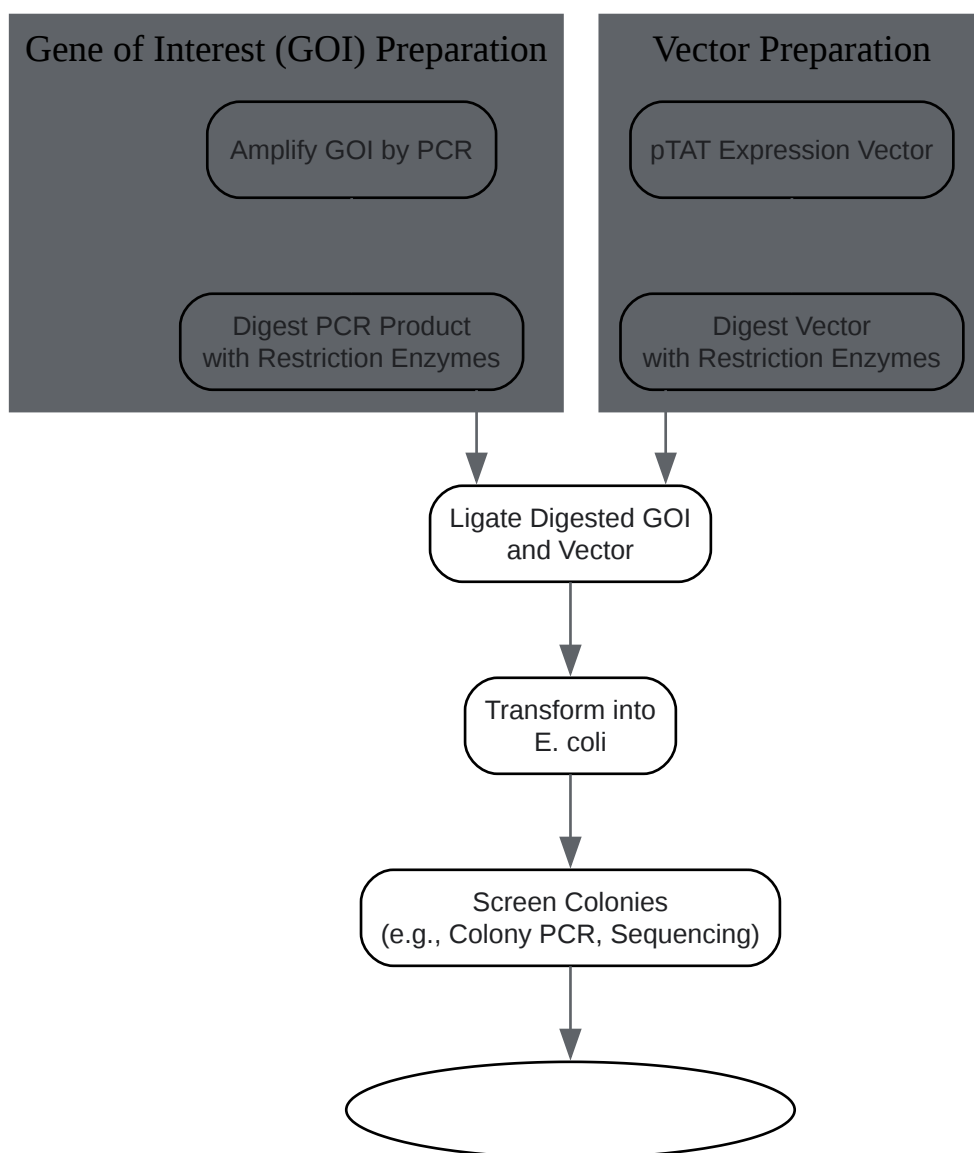 Gene of Interest (GOI) Preparation
Vector Preparation
Amplify GOI by PCR
pTAT Expression Vector
Digest PCR Product
with Restriction Enzymes
Digest Vector
with Restriction Enzymes
Ligate Digested GOI
and Vector
Transform into
E. coli
Screen Colonies
(e.g., Colony PCR, Sequencing)